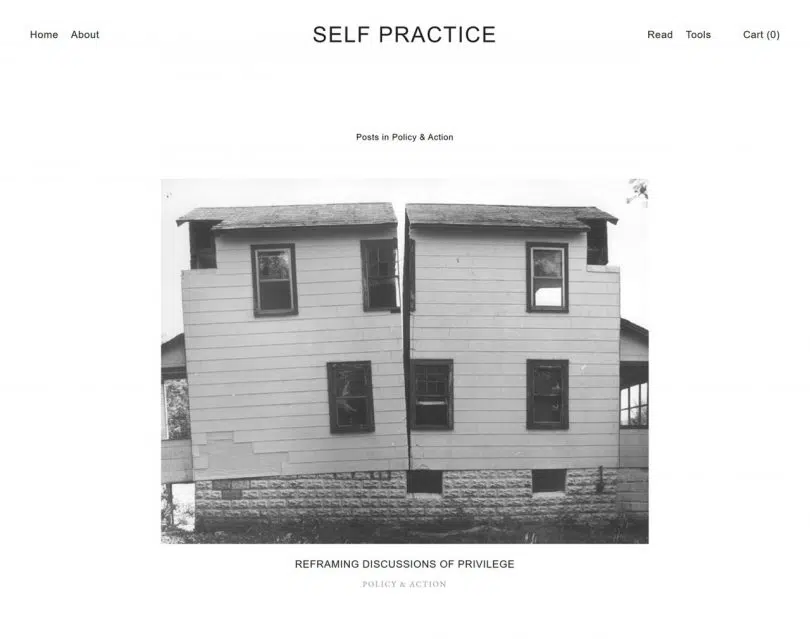 Home About SELF PRACTICE Read Tools Cart (0)
Posts in Policy & Action
REFRAMING DISCUSSIONS OF PRIVILEGE
POLICY & ACTION